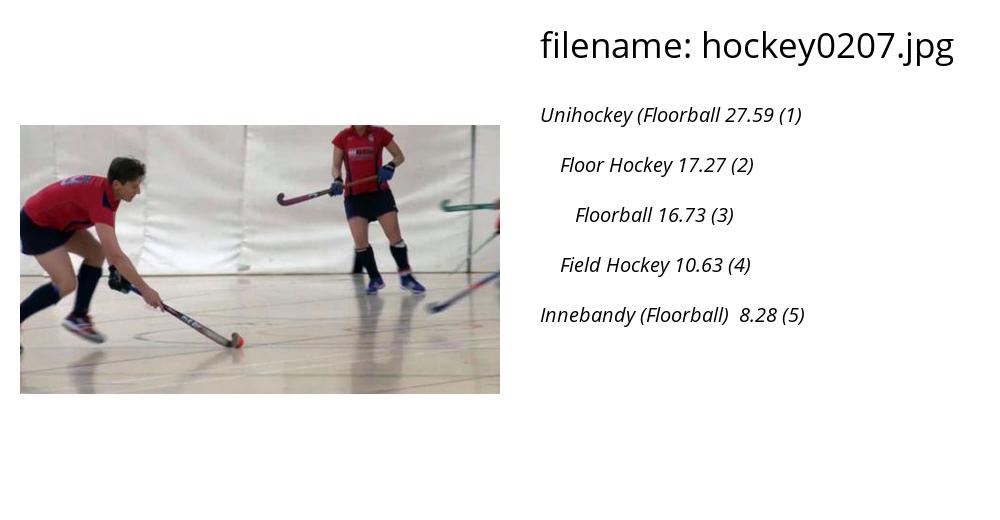 filename: hockey0207.jpg
Unihockey (Floorball 27.59 (1)
Floor Hockey 17.27 (2)
Floorball 16.73 (3)
Field Hockey 10.63 (4)
Innebandy (Floorball)  8.28 (5)